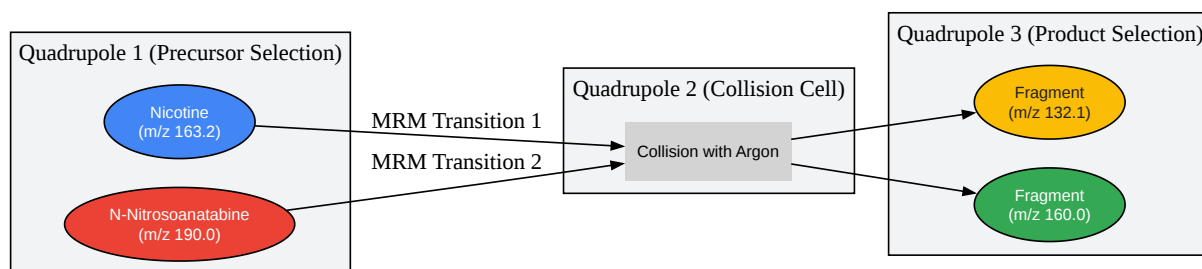 Quadrupole 1 (Precursor Selection)
Nicotine
(m/z 163.2)
N-Nitrosoanatabine
(m/z 190.0)
MRM Transition 1
MRM Transition 2
Quadrupole 2 (Collision Cell)
Collision with Argon
Quadrupole 3 (Product Selection)
Fragment
(m/z 132.1)
Fragment
(m/z 160.0)